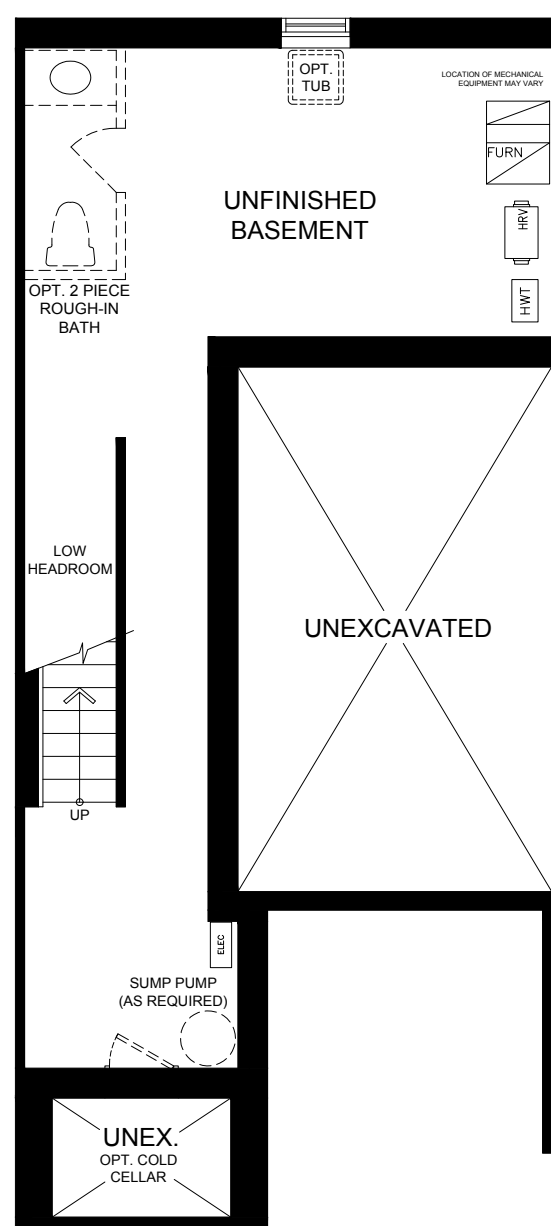 OPT.
TUB
LOCATION OF MECHANICAL
EQUIPMENT MAY VARY
FURN
UNFINISHED
BASEMENT
HRV
HWT
OPT. 2 PIECE
ROUGH-IN
BATH
LOW
HEADROOM
UNEXCAVATED
UP
ELEC
SUMP PUMP
(AS REQUIRED)
UNEX.
OPT. COLD
CELLAR